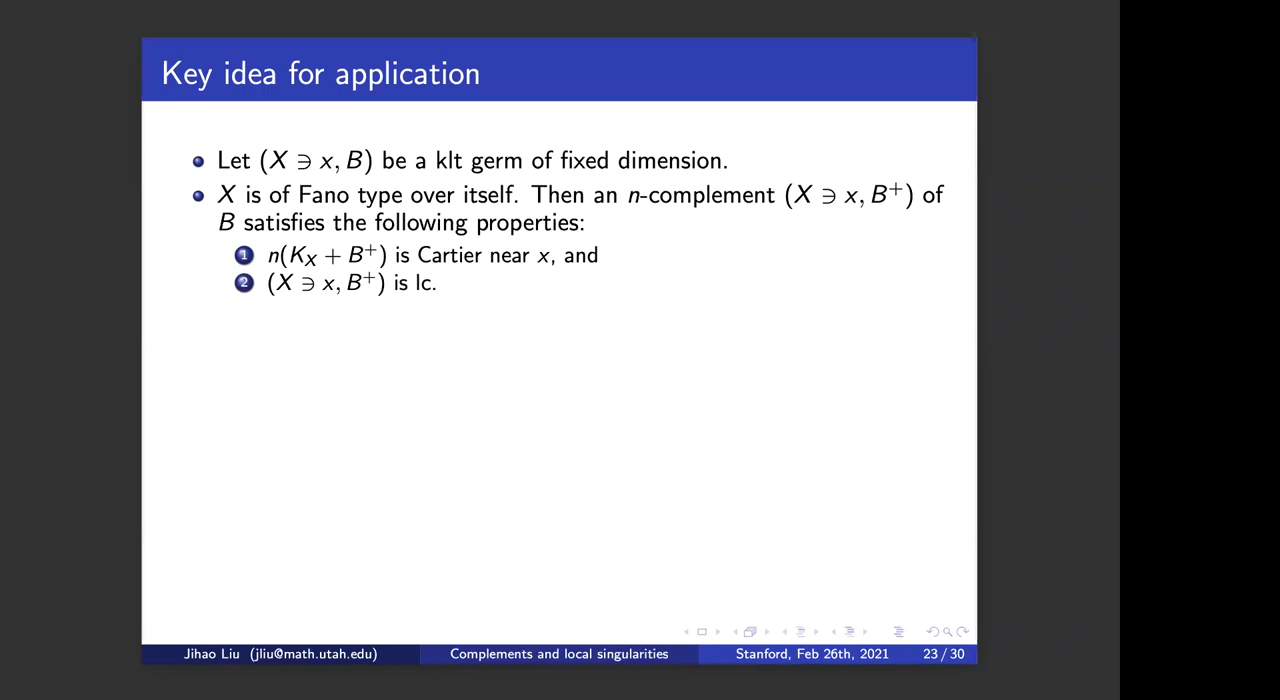 Key idea for application
Let (X ∋ x, B) be a klt germ of fixed dimension.
X is of Fano type over itself. Then an n-complement (X ∋ x, B⁺) of
B satisfies the following properties:
1 n(K_X + B⁺) is Cartier near x, and
2 (X ∋ x, B⁺) is lc.
Jihao Liu (jliu@math.utah.edu) Complements and local singularities Stanford, Feb 26th, 2021 23 / 30